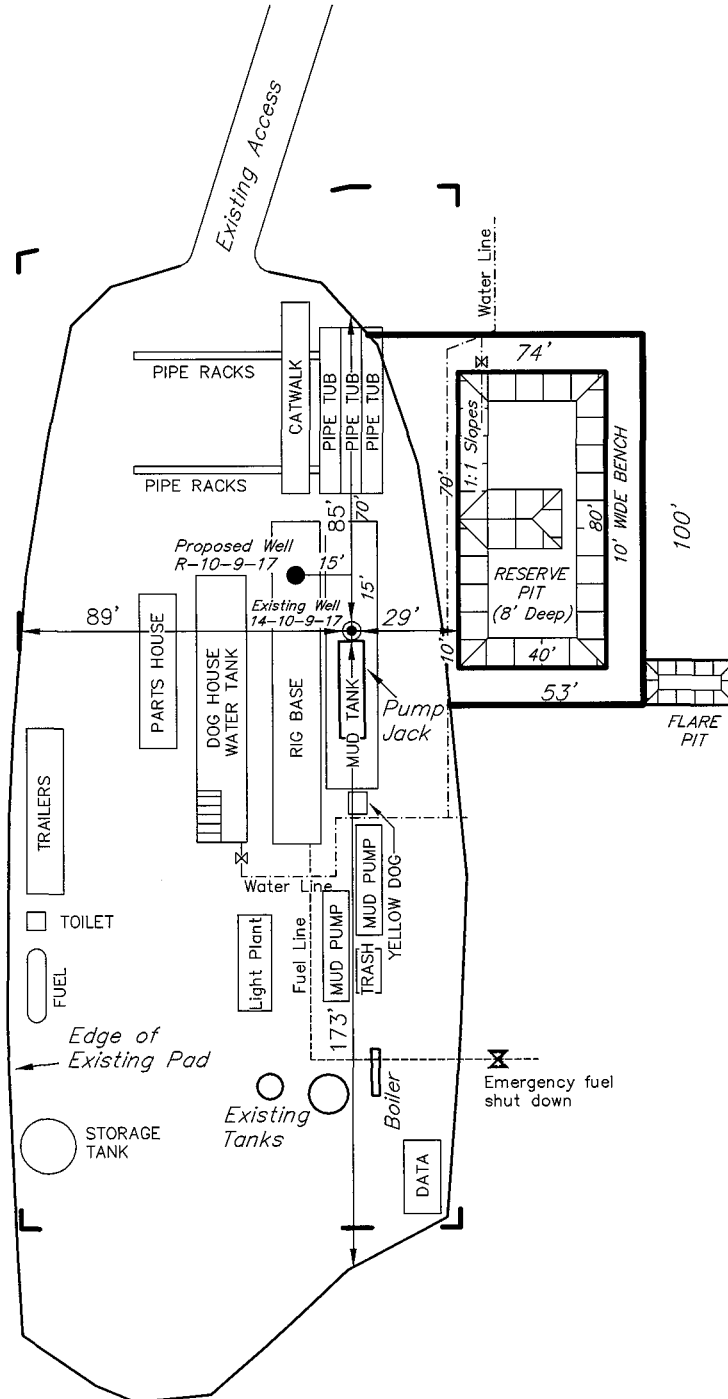 Existing Access
Water Line
PIPE RACKS
CATWALK
PIPE TUB
PIPE TUB
PIPE TUB
74'
1:1 Slopes
70'
10' WIDE BENCH
100'
80'
PIPE RACKS
85'
70'
Proposed Well
R-10-9-17
15'
15'
RESERVE
PIT
(8' Deep)
Existing Well
14-10-9-17
89'
29'
10'
40'
53'
FLARE
PIT
PARTS HOUSE
DOG HOUSE
WATER TANK
RIG BASE
MUD TANK
Pump
Jack
TRAILERS
YELLOW DOG
Water Line
MUD PUMP
MUD PUMP
TRASH
TOILET
Light Plant
Fuel Line
FUEL
173'
Edge of
Existing Pad
Emergency fuel
shut down
Boiler
Existing
Tanks
STORAGE
TANK
DATA